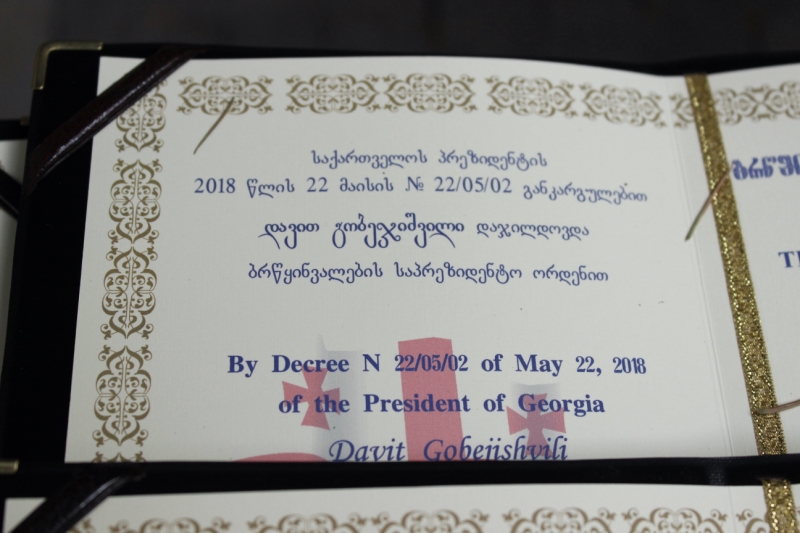 საქართველოს პრეზიდენტის
2018 წლის 22 მაისის № 22/05/02 განკარგულებით
დავით გობეჯიშვილი დაჯილდოვდა
ბრწყინვალების საპრეზიდენტო ორდენით
By Decree N 22/05/02 of May 22, 2018
of the President of Georgia
Davit Gobejishvili